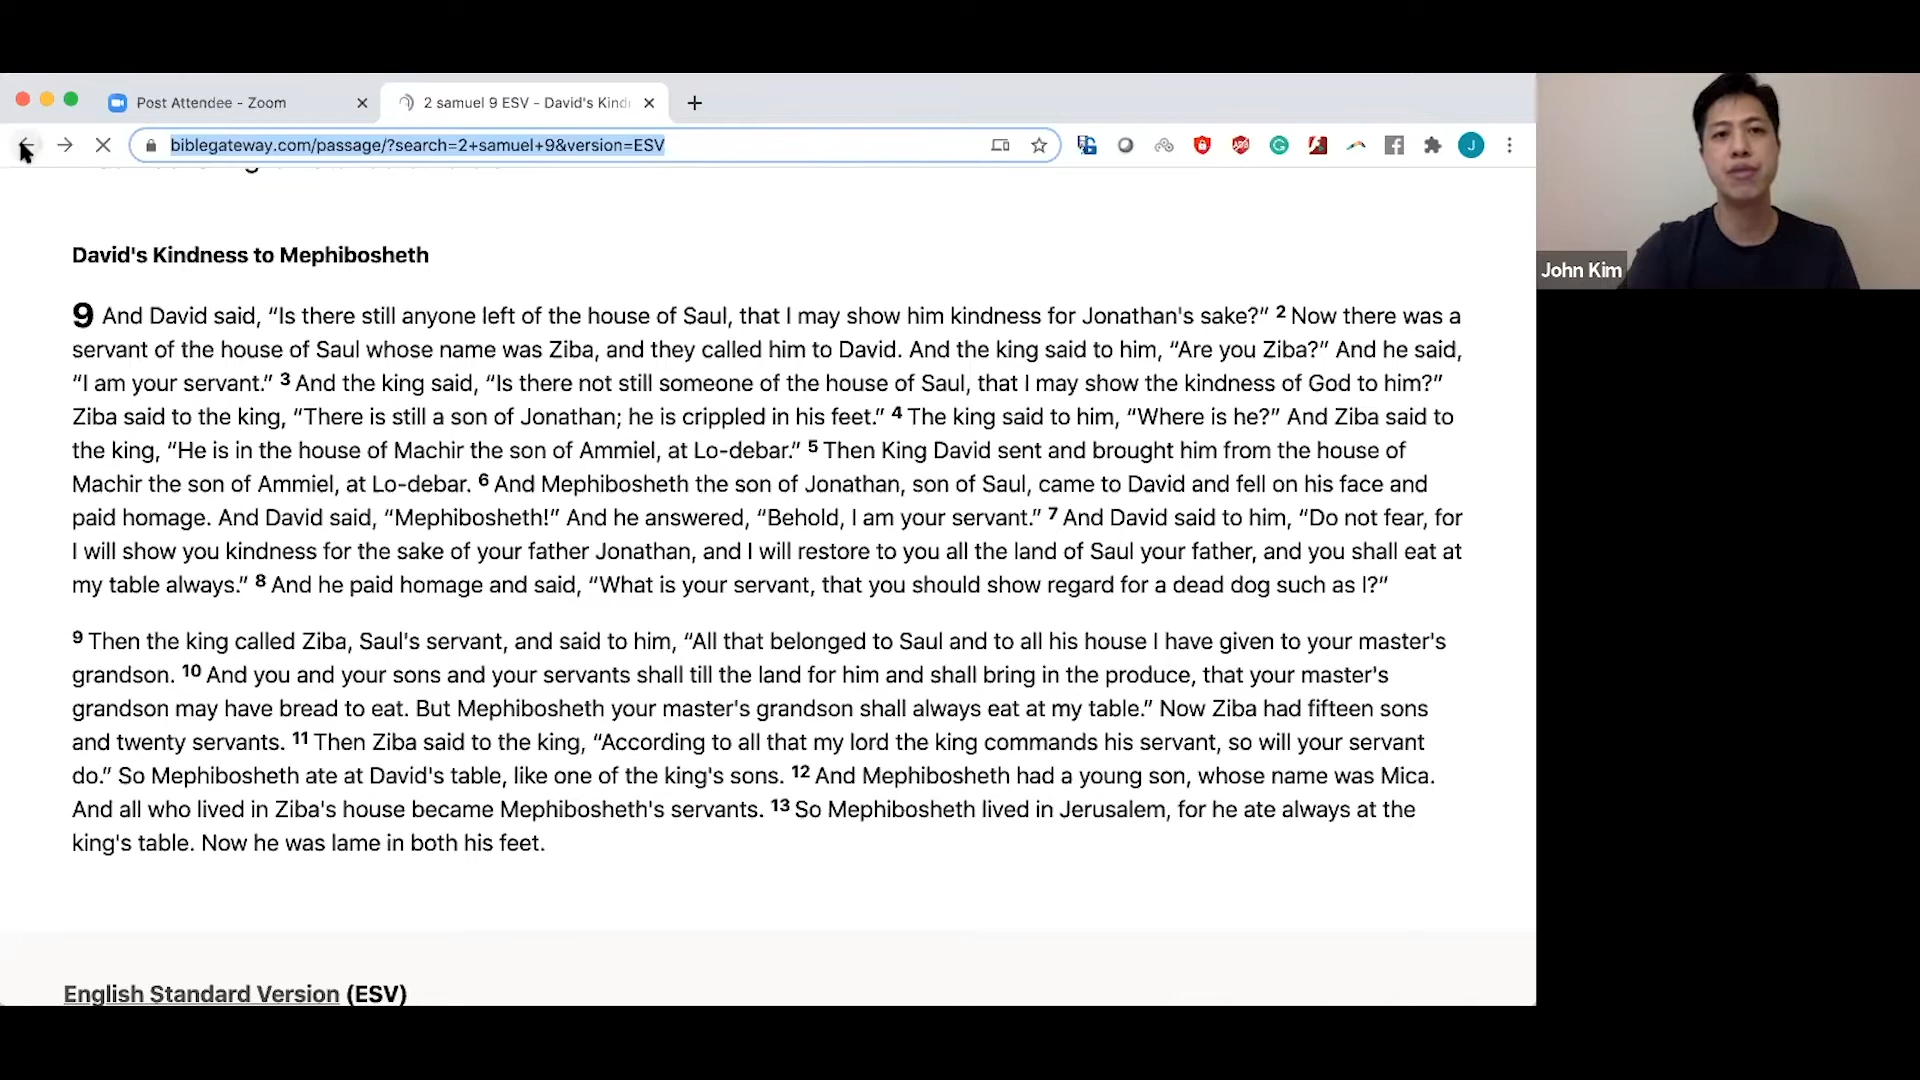 Post Attendee - Zoom
2 samuel 9 ESV - David's Kind
biblegateway.com/passage/?search=2+samuel+9&version=ESV
J
John Kim
David's Kindness to Mephibosheth
9 And David said, “Is there still anyone left of the house of Saul, that I may show him kindness for Jonathan's sake?” 2 Now there was a
servant of the house of Saul whose name was Ziba, and they called him to David. And the king said to him, “Are you Ziba?” And he said,
“I am your servant.” 3 And the king said, “Is there not still someone of the house of Saul, that I may show the kindness of God to him?”
Ziba said to the king, “There is still a son of Jonathan; he is crippled in his feet.” 4 The king said to him, “Where is he?” And Ziba said to
the king, “He is in the house of Machir the son of Ammiel, at Lo-debar.” 5 Then King David sent and brought him from the house of
Machir the son of Ammiel, at Lo-debar. 6 And Mephibosheth the son of Jonathan, son of Saul, came to David and fell on his face and
paid homage. And David said, “Mephibosheth!” And he answered, “Behold, I am your servant.” 7 And David said to him, “Do not fear, for
I will show you kindness for the sake of your father Jonathan, and I will restore to you all the land of Saul your father, and you shall eat at
my table always.” 8 And he paid homage and said, “What is your servant, that you should show regard for a dead dog such as I?”
9 Then the king called Ziba, Saul's servant, and said to him, “All that belonged to Saul and to all his house I have given to your master's
grandson. 10 And you and your sons and your servants shall till the land for him and shall bring in the produce, that your master's
grandson may have bread to eat. But Mephibosheth your master's grandson shall always eat at my table.” Now Ziba had fifteen sons
and twenty servants. 11 Then Ziba said to the king, “According to all that my lord the king commands his servant, so will your servant
do.” So Mephibosheth ate at David's table, like one of the king's sons. 12 And Mephibosheth had a young son, whose name was Mica.
And all who lived in Ziba's house became Mephibosheth's servants. 13 So Mephibosheth lived in Jerusalem, for he ate always at the
king's table. Now he was lame in both his feet.
English Standard Version (ESV)